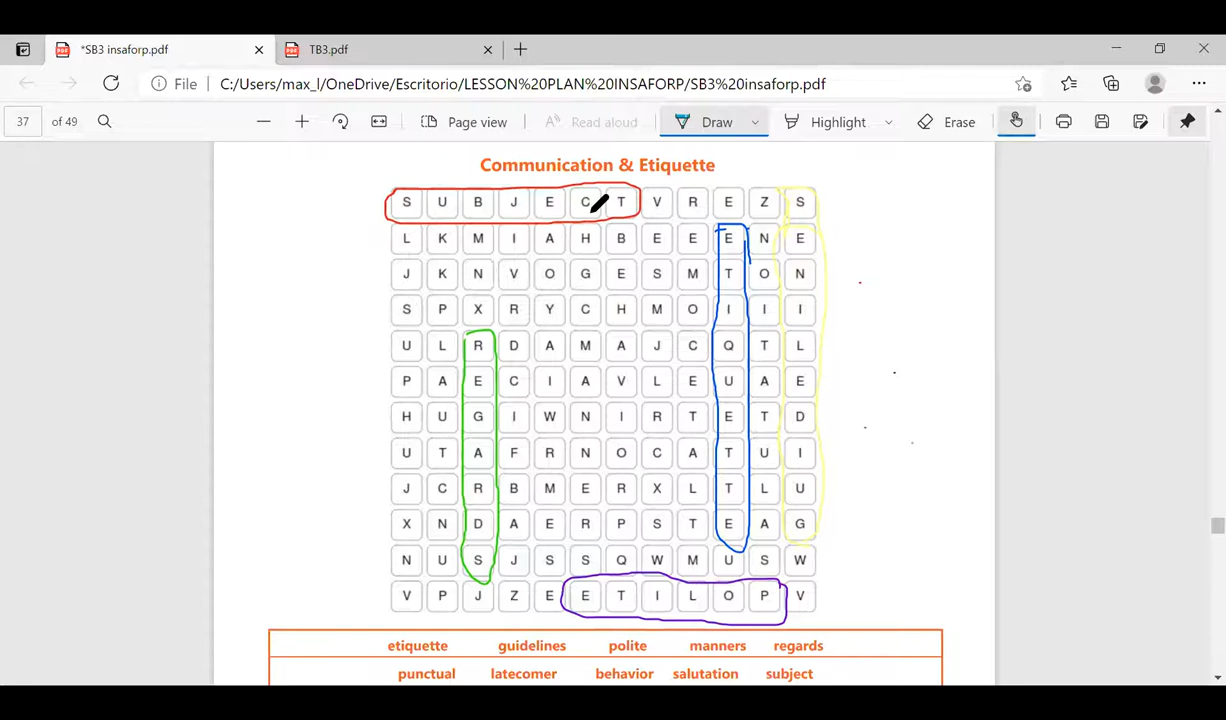 *SB3 insaforp.pdf
TB3.pdf
File C:/Users/max_l/OneDrive/Escritorio/LESSON%20PLAN%20INSAFORP/SB3%20insaforp.pdf
37 of 49 Page view Read aloud Draw Highlight Erase
Communication & Etiquette
S U B J E C T V R E Z S
L K M I A H B E E E N E
J K N V O G E S M T O N
S P X R Y C H M O I I I
U L R D A M A J C Q T L
P A E C I A V L E U A E
H U G I W N I R T E T D
U T A F R N O C A T U I
J C R B M E R X L T L U
X N D A E R P S T E A G
N U S J S S Q W M U S W
V P J Z E E T I L O P V
etiquette guidelines polite manners regards
punctual latecomer behavior salutation subject